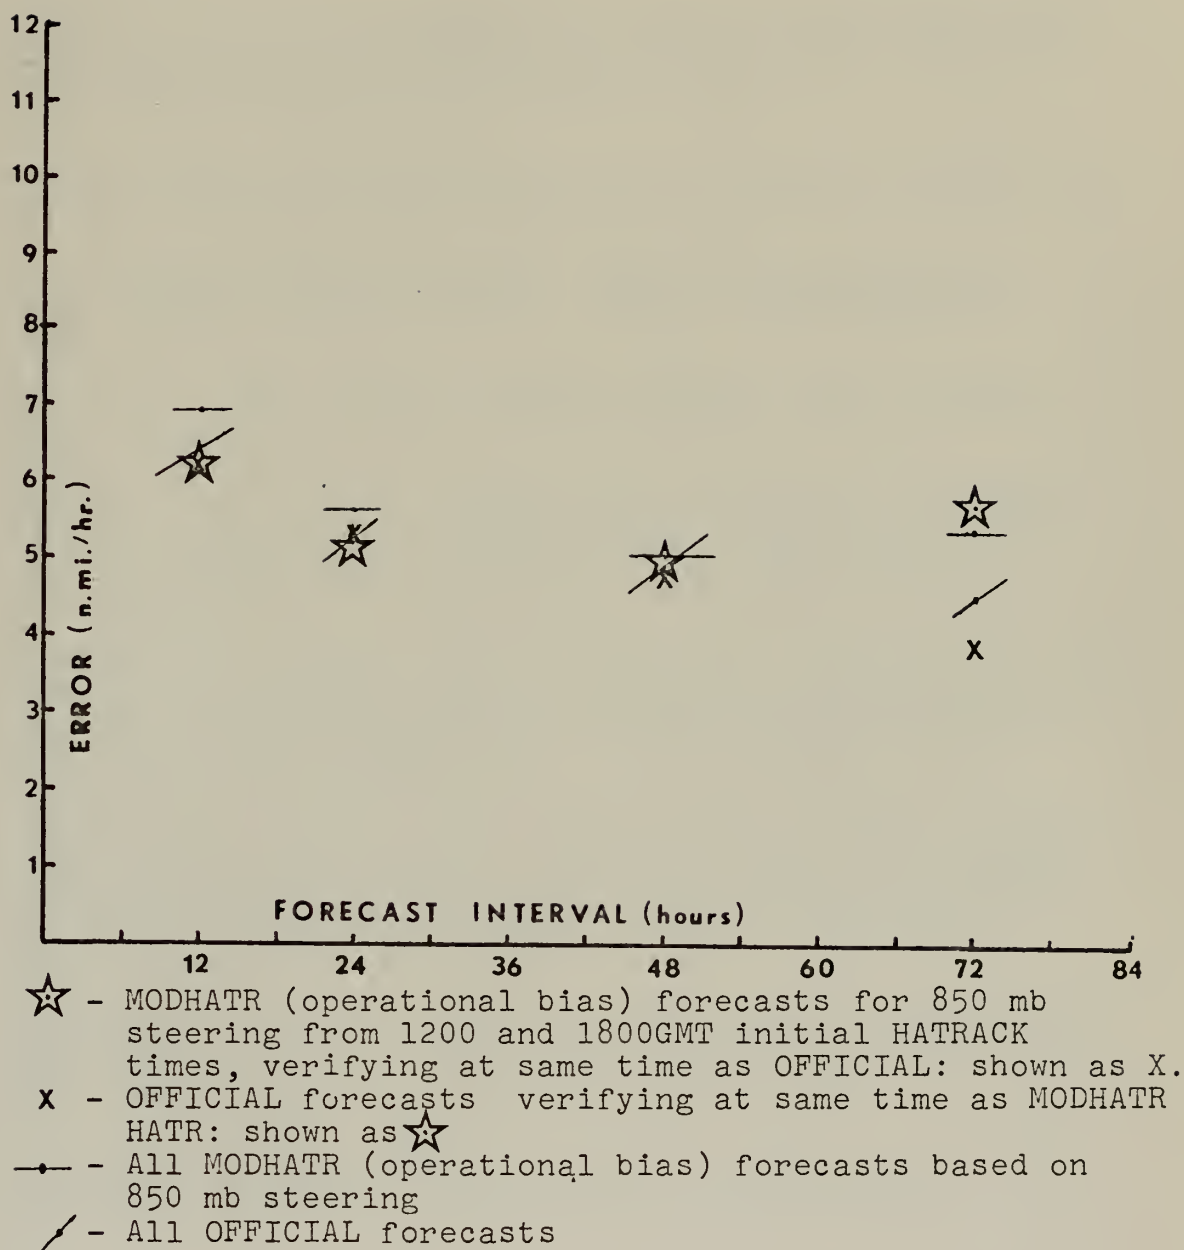 12
11
10
9
8
7
6
5
4
3
2
1
ERROR (n.mi./hr.)
FORECAST INTERVAL (hours)
12 24 36 48 60 72 84
- MODHATR (operational bias) forecasts for 850 mb
steering from 1200 and 1800GMT initial HATRACK
times, verifying at same time as OFFICIAL: shown as X.
X - OFFICIAL forecasts verifying at same time as MODHATR
HATR: shown as
- All MODHATR (operational bias) forecasts based on
850 mb steering
- All OFFICIAL forecasts